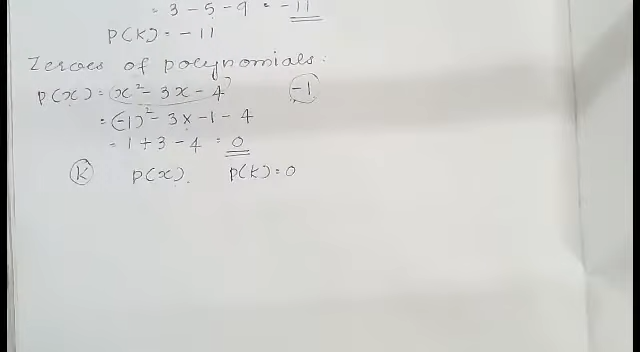 = 3 - 5 - 9 = -11
P(K) = -11
Zeroes of polynomials:
P(x) = (x² - 3x - 4) -1
= (-1)² - 3x - 1 - 4
= 1 + 3 - 4 = 0
K P(x). P(K) = 0